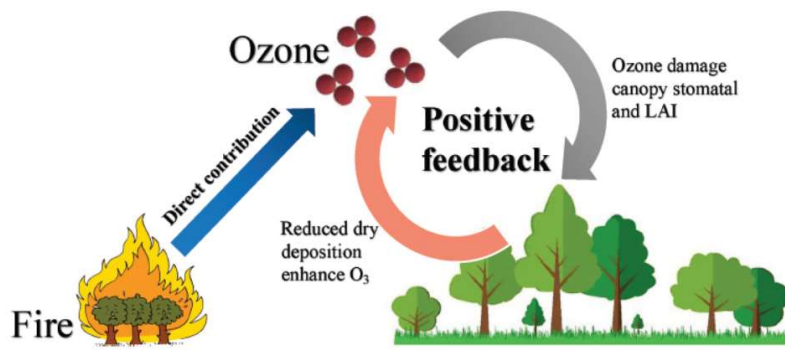 Ozone
Ozone damage
canopy stomatal
and LAI
Positive
feedback
Direct contribution
Reduced dry
deposition
enhance O₃
Fire